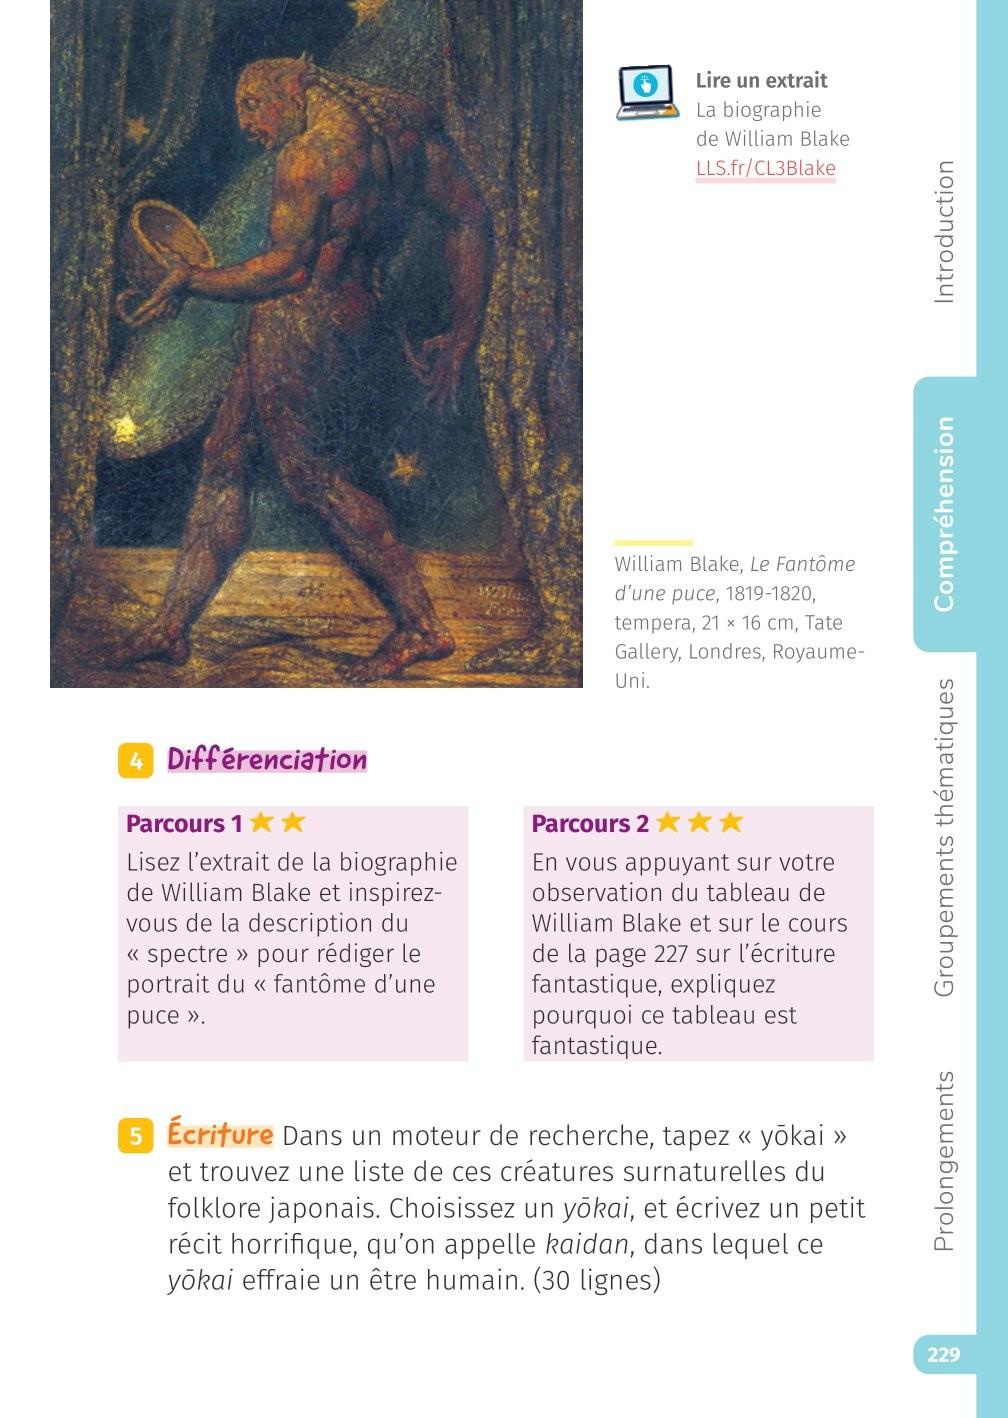 Lire un extrait
La biographie
de William Blake
LLS.fr/CL3Blake
William Blake, Le Fantôme
d'une puce, 1819-1820,
tempera, 21 × 16 cm, Tate
Gallery, Londres, Royaume-
Uni.
4 Différenciation
Parcours 1
Lisez l'extrait de la biographie
de William Blake et inspirez-
vous de la description du
« spectre » pour rédiger le
portrait du « fantôme d'une
puce ».
Parcours 2
En vous appuyant sur votre
observation du tableau de
William Blake et sur le cours
de la page 227 sur l'écriture
fantastique, expliquez
pourquoi ce tableau est
fantastique.
5 Écriture Dans un moteur de recherche, tapez « yōkai »
et trouvez une liste de ces créatures surnaturelles du
folklore japonais. Choisissez un yōkai, et écrivez un petit
récit horrifique, qu'on appelle kaidan, dans lequel ce
yōkai effraie un être humain. (30 lignes)
Introduction
Compréhension
Groupements thématiques
Prolongements
229